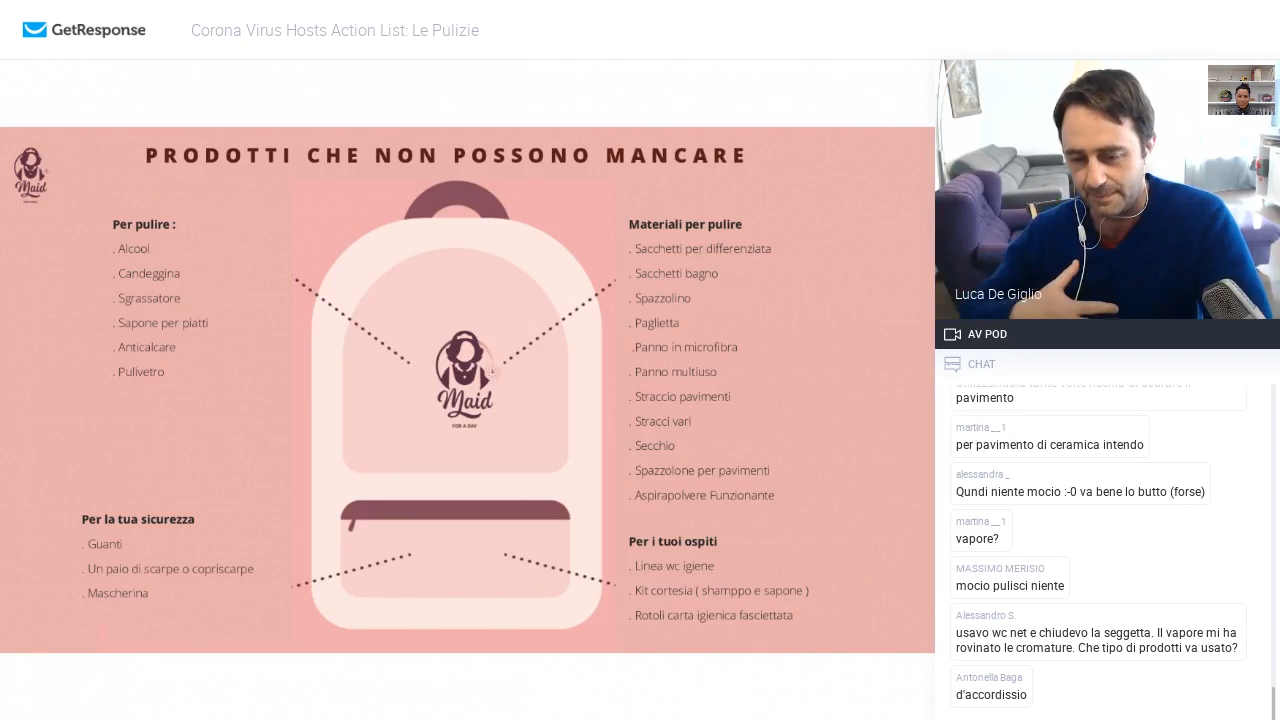 GetResponse
Corona Virus Hosts Action List: Le Pulizie
Maid
FOR A DAY
PRODOTTI CHE NON POSSONO MANCARE
Per pulire :
. Alcool
. Candeggina
. Sgrassatore
. Sapone per piatti
. Anticalcare
. Pulivetro
Per la tua sicurezza
. Guanti
. Un paio di scarpe o copriscarpe
. Mascherina
Maid
FOR A DAY
Materiali per pulire
. Sacchetti per differenziata
. Sacchetti bagno
. Spazzolino
. Paglietta
.Panno in microfibra
. Panno multiuso
. Straccio pavimenti
. Stracci vari
. Secchio
. Spazzolone per pavimenti
. Aspirapolvere Funzionante
Per i tuoi ospiti
. Linea wc igiene
. Kit cortesia ( shamppo e sapone )
. Rotoli carta igienica fasciettata
Luca De Giglio
AV POD
CHAT
pavimento
martina__1
per pavimento di ceramica intendo
alessandra_
Qundi niente mocio :-0 va bene lo butto (forse)
martina__1
vapore?
MASSIMO MERISIO
mocio pulisci niente
Alessandro S.
usavo wc net e chiudevo la seggetta. Il vapore mi ha
rovinato le cromature. Che tipo di prodotti va usato?
Antonella Baga
d'accordissio